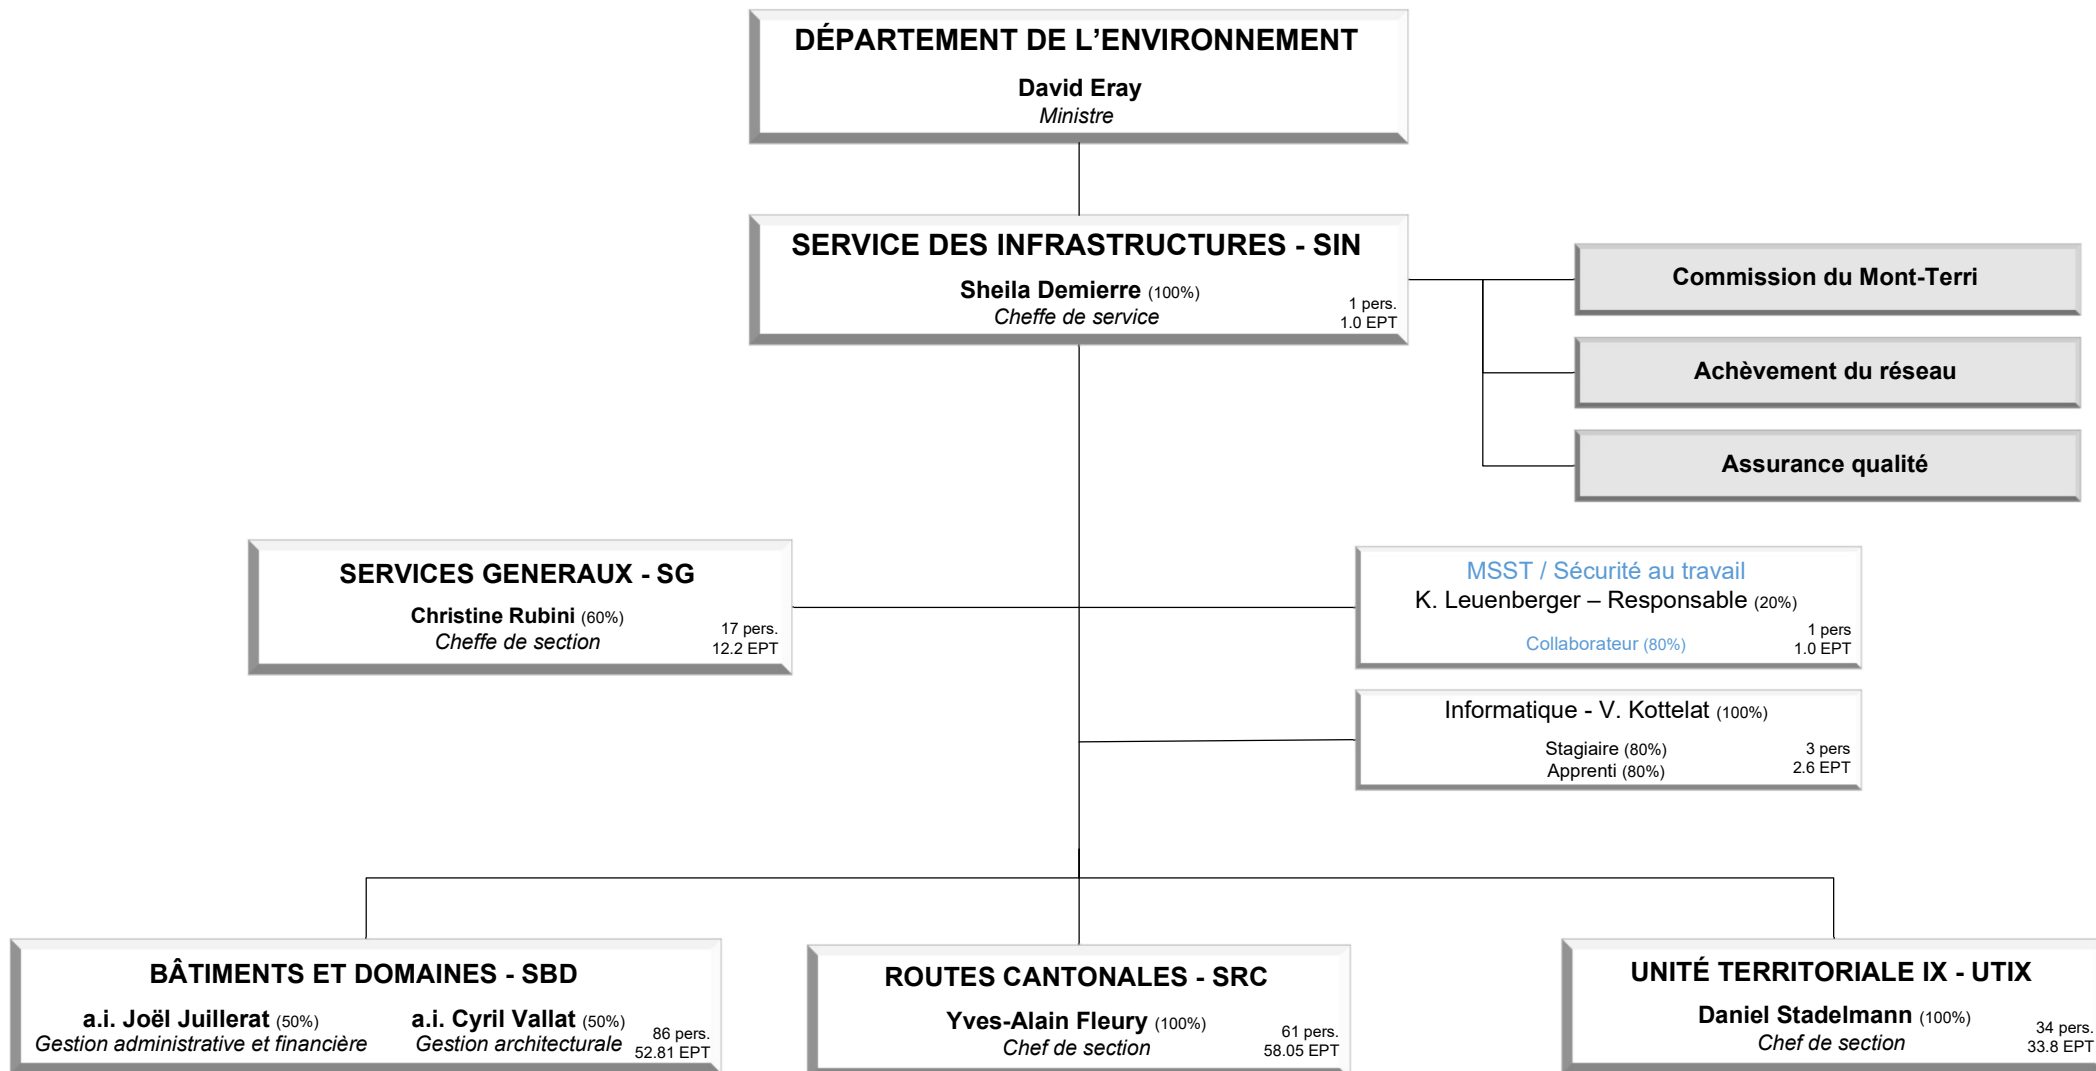 DÉPARTEMENT DE L'ENVIRONNEMENT
David Eray
Ministre
SERVICE DES INFRASTRUCTURES - SIN
Sheila Demierre (100%)
Cheffe de service
1 pers.
1.0 EPT
Commission du Mont-Terri
Achèvement du réseau
Assurance qualité
SERVICES GENERAUX - SG
Christine Rubini (60%)
Cheffe de section
17 pers.
12.2 EPT
MSST / Sécurité au travail
K. Leuenberger – Responsable (20%)
Collaborateur (80%)
1 pers
1.0 EPT
Informatique - V. Kottelat (100%)
Stagiaire (80%)
Apprenti (80%)
3 pers
2.6 EPT
BÂTIMENTS ET DOMAINES - SBD
a.i. Joël Juillerat (50%)
Gestion administrative et financière
a.i. Cyril Vallat (50%)
Gestion architecturale
86 pers.
52.81 EPT
ROUTES CANTONALES - SRC
Yves-Alain Fleury (100%)
Chef de section
61 pers.
58.05 EPT
UNITÉ TERRITORIALE IX - UTIX
Daniel Stadelmann (100%)
Chef de section
34 pers.
33.8 EPT